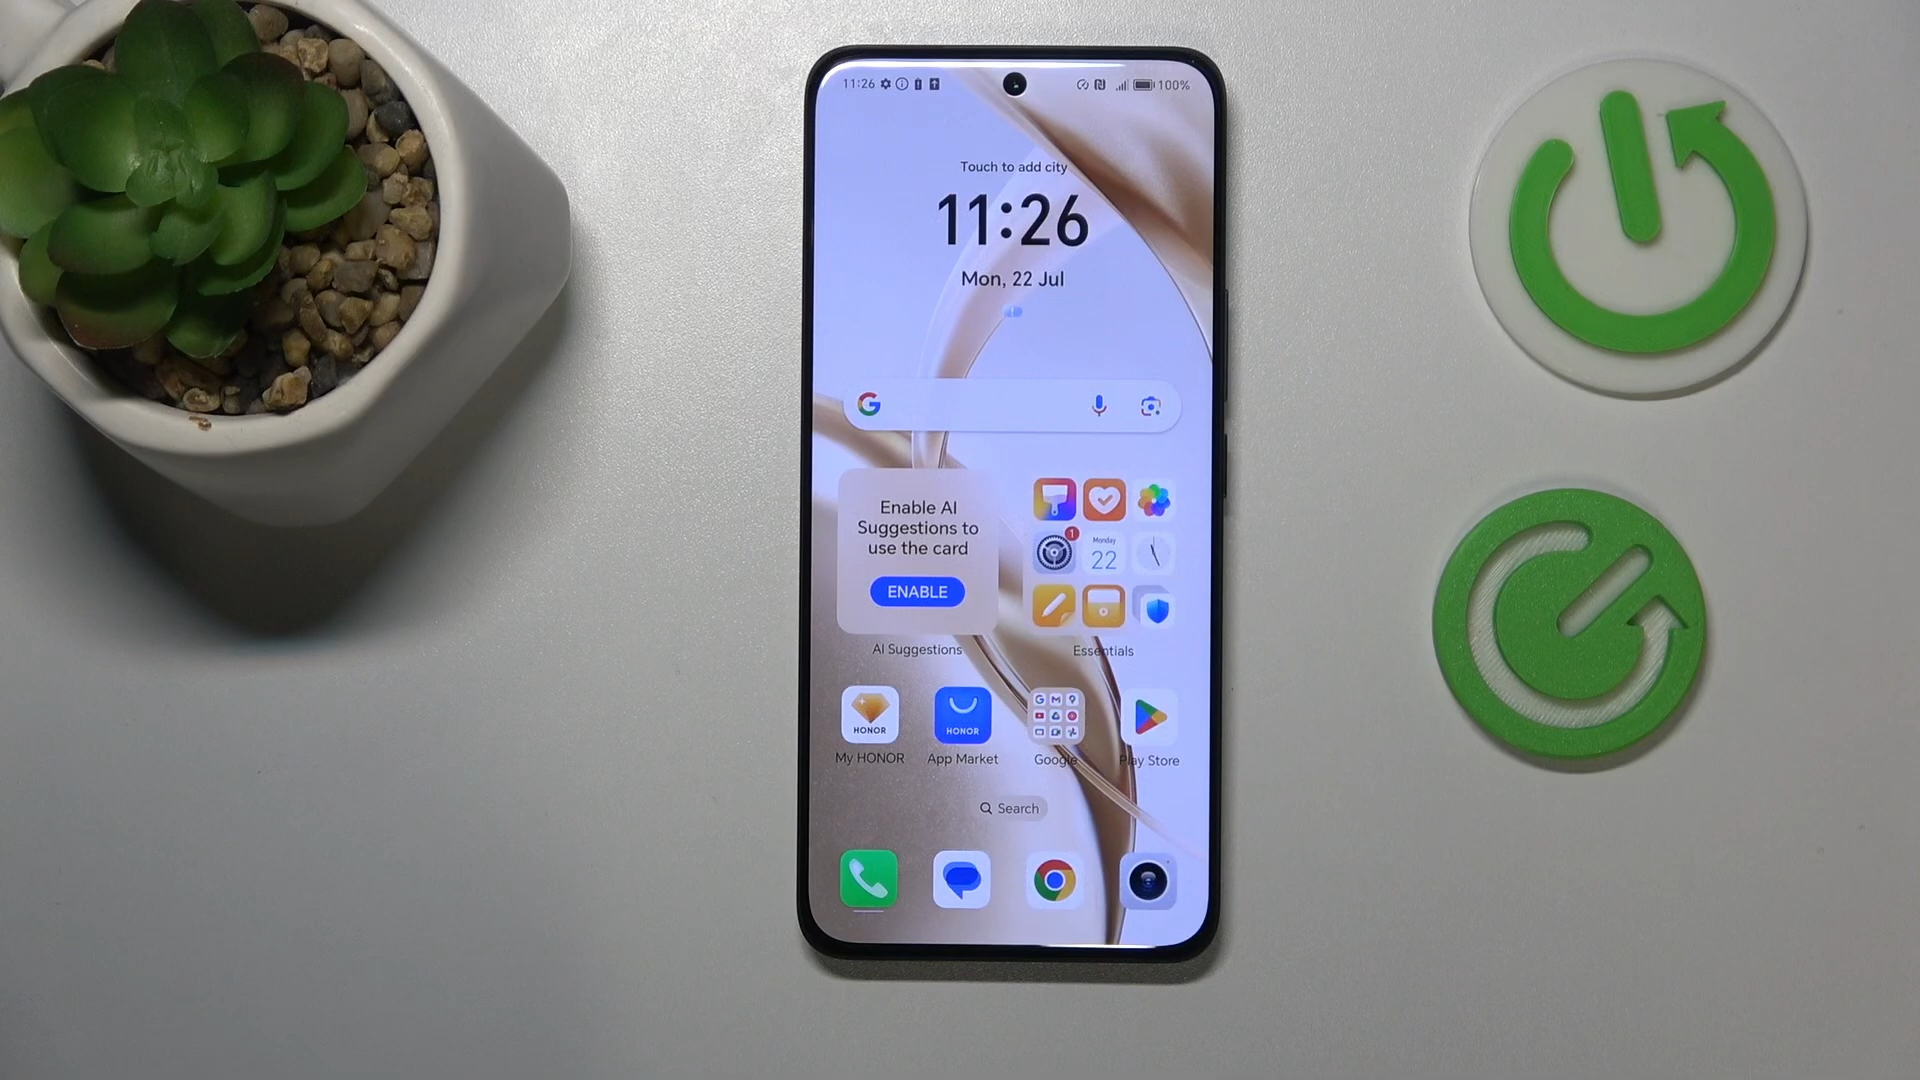 11:26
100%
Touch to add city
11:26
Mon, 22 Jul
Enable AI
Suggestions to
use the card
ENABLE
AI Suggestions
1
Monday
22
Essentials
HONOR
My HONOR
HONOR
App Market
Google
Play Store
Search